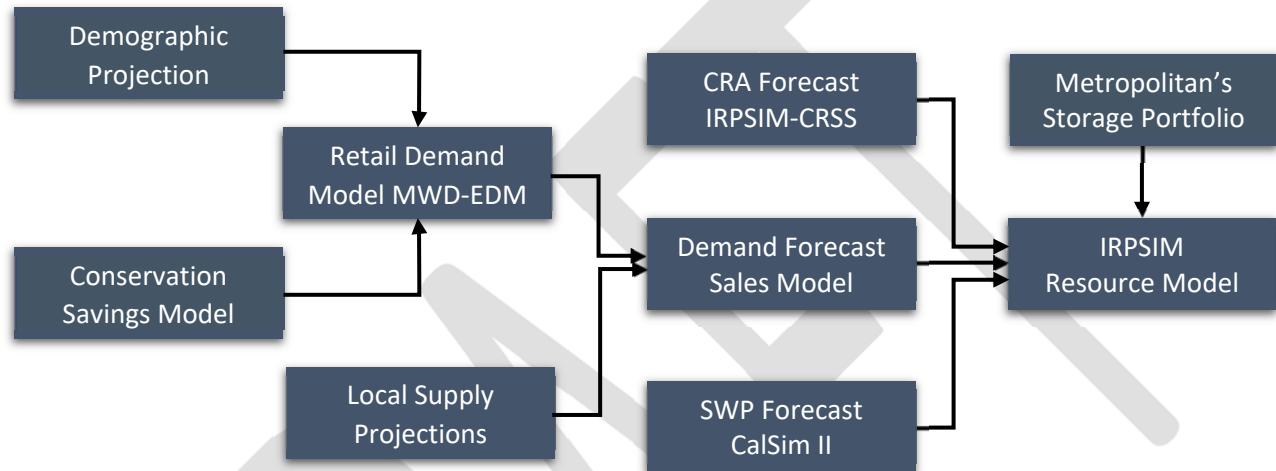 Demographic
Projection
CRA Forecast
IRPSIM-CRSS
Metropolitan’s
Storage Portfolio
Retail Demand
Model MWD-EDM
Conservation
Savings Model
Demand Forecast
Sales Model
IRPSIM
Resource Model
Local Supply
Projections
SWP Forecast
CalSim II